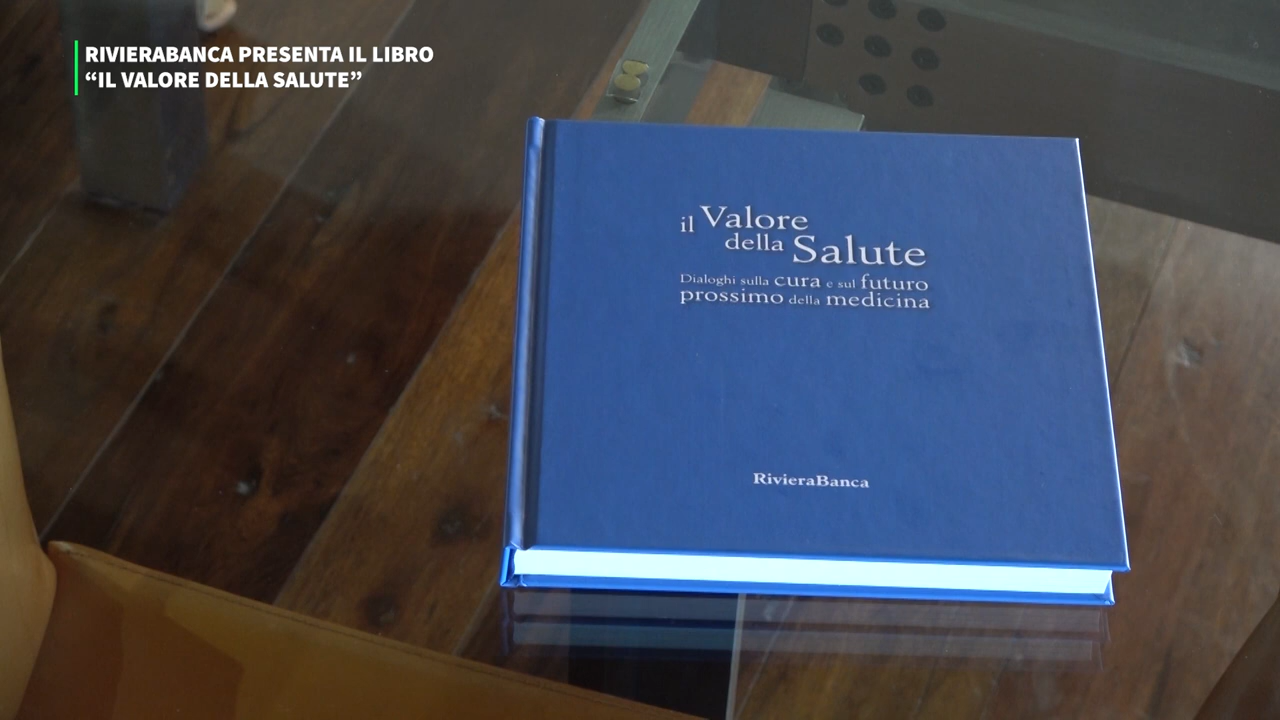 RIVIERABANCA PRESENTA IL LIBRO
“IL VALORE DELLA SALUTE”
il Valore
della Salute
Dialoghi sulla cura e sul futuro
prossimo della medicina
RivieraBanca